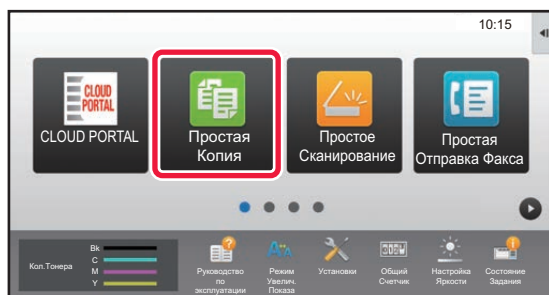 10:15
CLOUD
PORTAL
CLOUD PORTAL
Простая
Копия
Простое
Сканирование
Простая
Отправка Факса
Кол.Тонера
Bk
C
M
Y
Руководство
по
эксплуатации
Режим
Увелич.
Показа
Установки
Общий
Счетчик
Настройка
Яркости
Состояние
Задания